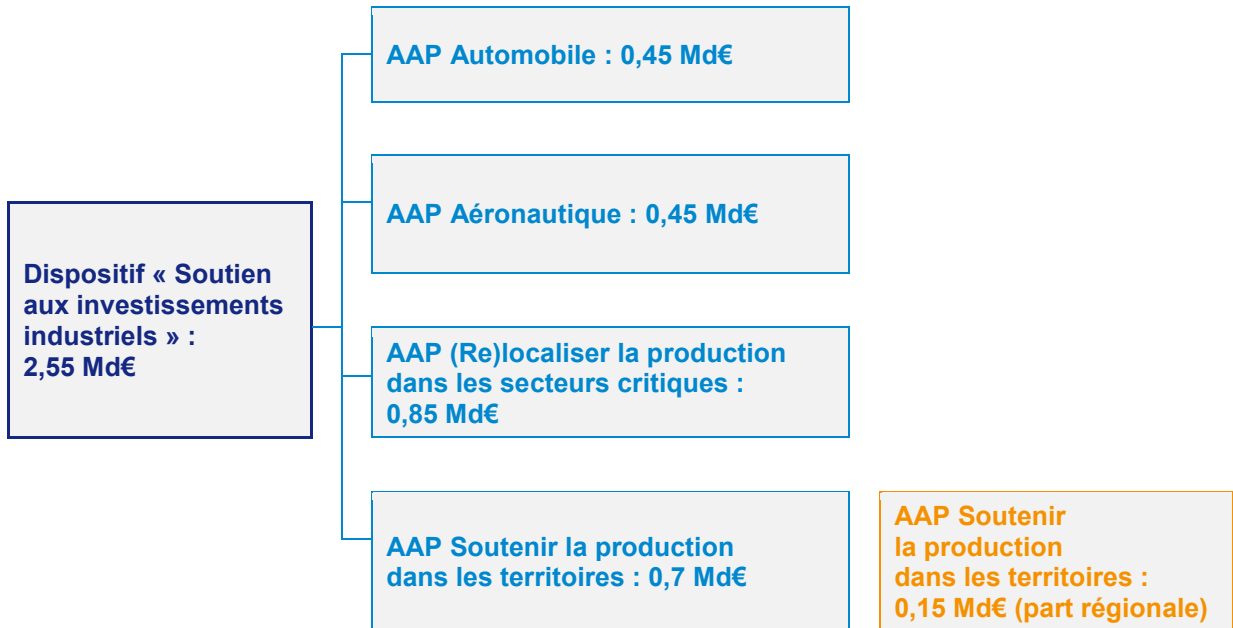 AAP Automobile : 0,45 Md€
AAP Aéronautique : 0,45 Md€
Dispositif « Soutien
aux investissements
industriels » :
2,55 Md€
AAP (Re)localiser la production
dans les secteurs critiques :
0,85 Md€
AAP Soutenir la production
dans les territoires : 0,7 Md€
AAP Soutenir
la production
dans les territoires :
0,15 Md€ (part régionale)